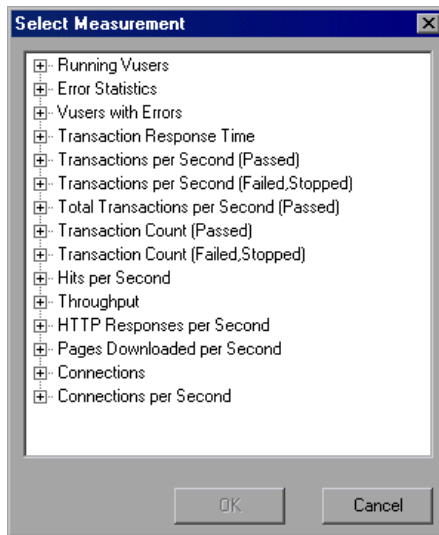 Select Measurement
Running Vusers
Error Statistics
Vusers with Errors
Transaction Response Time
Transactions per Second (Passed)
Transactions per Second (Failed,Stopped)
Total Transactions per Second (Passed)
Transaction Count (Passed)
Transaction Count (Failed,Stopped)
Hits per Second
Throughput
HTTP Responses per Second
Pages Downloaded per Second
Connections
Connections per Second
OK Cancel